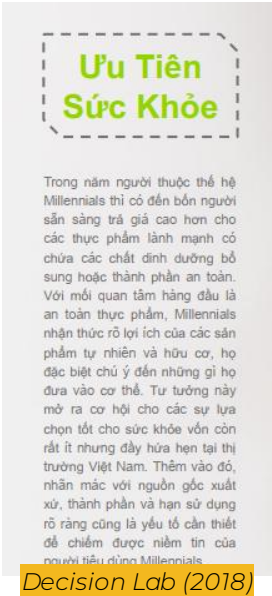 Ưu Tiên
Sức Khỏe
Trong năm người thuộc thế hệ
Millennials thì có đến bốn người
sẵn sàng trả giá cao hơn cho
các thực phẩm lành mạnh có
chứa các chất dinh dưỡng bổ
sung hoặc thành phần an toàn.
Với mối quan tâm hàng đầu là
an toàn thực phẩm, Millennials
nhận thức rõ lợi ích của các sản
phẩm tự nhiên và hữu cơ, họ
đặc biệt chú ý đến những gì họ
đưa vào cơ thể. Tư tưởng này
mở ra cơ hội cho các sự lựa
chọn tốt cho sức khỏe vốn còn
rất ít nhưng đầy hứa hẹn tại thị
trường Việt Nam. Thêm vào đó,
nhãn mác với nguồn gốc xuất
xứ, thành phần và hạn sử dụng
rõ ràng cũng là yếu tố cần thiết
để chiếm được niềm tin của
người tiêu dùng Millennials.
Decision Lab (2018)